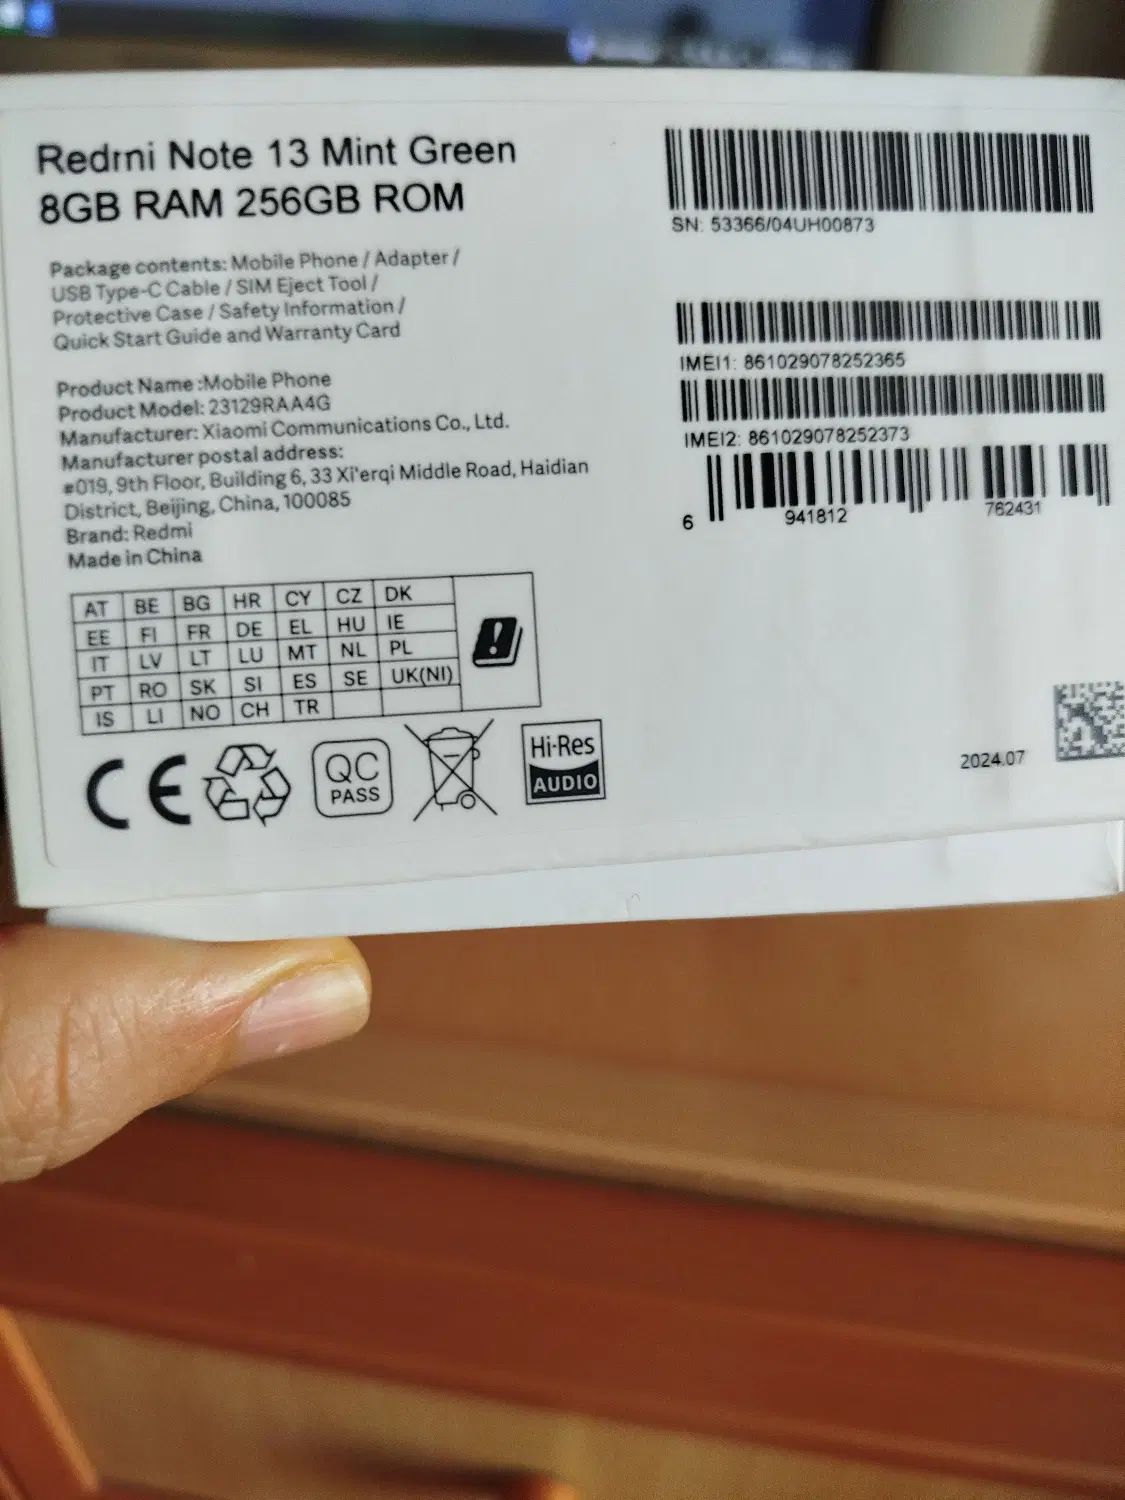 Redmi Note 13 Mint Green
8GB RAM 256GB ROM
Package contents: Mobile Phone / Adapter /
USB Type-C Cable / SIM Eject Tool /
Protective Case / Safety Information /
Quick Start Guide and Warranty Card
Product Name :Mobile Phone
Product Model: 23129RAA4G
Manufacturer: Xiaomi Communications Co., Ltd.
Manufacturer postal address:
#019, 9th Floor, Building 6, 33 Xi'erqi Middle Road, Haidian
District, Beijing, China, 100085
Brand: Redmi
Made in China
AT BE BG HR CY CZ DK
EE FI FR DE EL HU IE
IT LV LT LU MT NL PL
PT RO SK SI ES SE UK(NI)
IS LI NO CH TR
CE
QC
PASS
Hi-Res
AUDIO
SN: 53366/04UH00873
IMEI1: 861029078252365
IMEI2: 861029078252373
6 941812 762431
2024.07